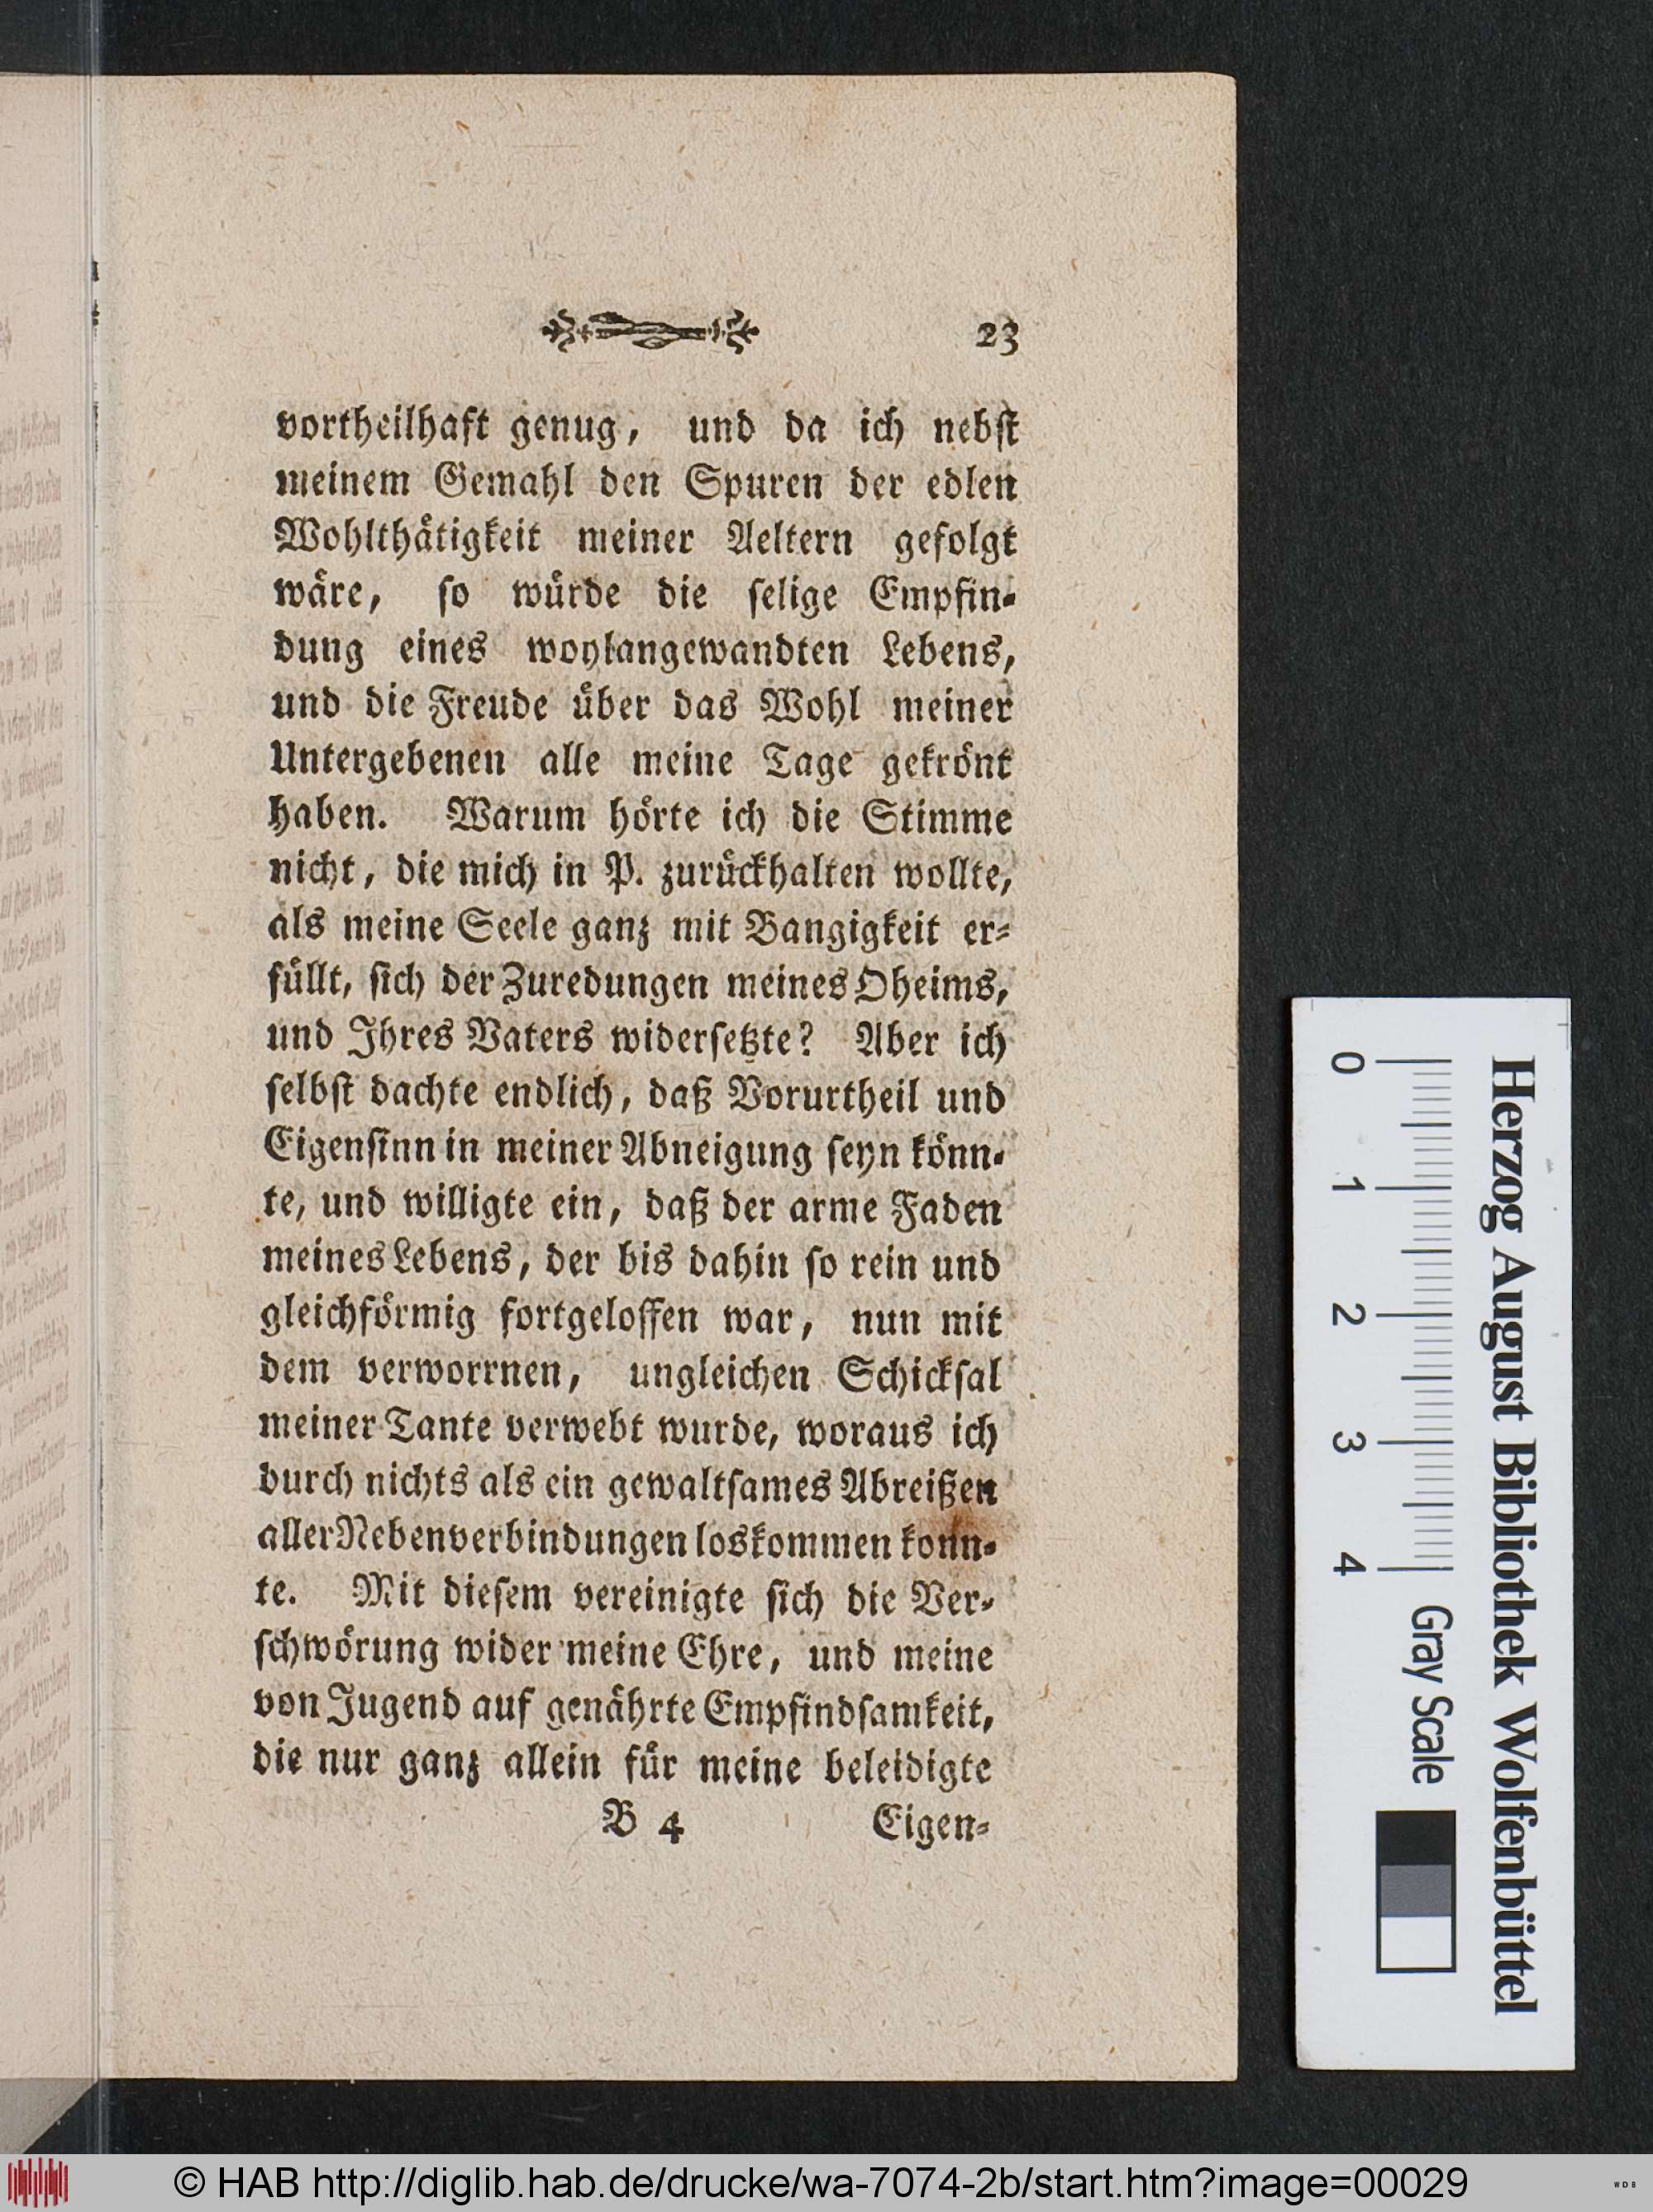 23
vortheilhaft genug, und da ich nebſt
meinem Gemahl den Spuren der edlen
Wohlthätigkeit meiner Aeltern gefolgt
wäre, ſo würde die ſelige Empfin-
dung eines wohlangewandten Lebens,
und die Freude über das Wohl meiner
Untergebenen alle meine Tage gekrönt
haben. Warum hörte ich die Stimme
nicht, die mich in P. zurückhalten wollte,
als meine Seele ganz mit Bangigkeit er-
füllt, ſich der Zuredungen meines Oheims,
und Ihres Vaters widerſetzte? Aber ich
ſelbſt dachte endlich, daß Vorurtheil und
Eigenſinn in meiner Abneigung ſeyn könn-
te, und willigte ein, daß der arme Faden
meines Lebens, der bis dahin ſo rein und
gleichförmig fortgeloffen war, nun mit
dem verworrnen, ungleichen Schickſal
meiner Tante verwebt wurde, woraus ich
durch nichts als ein gewaltſames Abreißen
aller Nebenverbindungen loskommen konn-
te. Mit dieſem vereinigte ſich die Ver-
ſchwörung wider meine Ehre, und meine
von Jugend auf genährte Empfindſamkeit,
die nur ganz allein für meine beleidigte
B 4 Eigen-
Herzog August Bibliothek Wolfenbüttel
0 1 2 3 4 Gray Scale
© HAB http://diglib.hab.de/drucke/wa-7074-2b/start.htm?image=00029
WDB